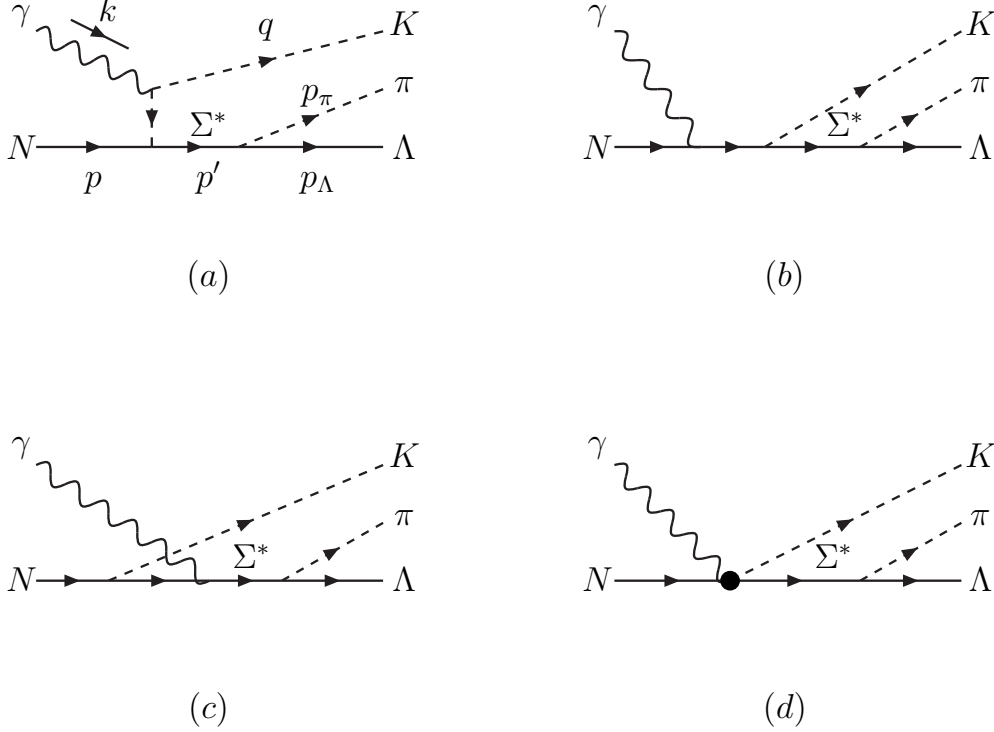 γ k q K
p_π π
N Σ* Λ
p p′ p_Λ
(a)
γ K
Σ* π
N Λ
(b)
γ K
π
Σ*
N Λ
(c)
γ K
π
Σ*
N Λ
(d)